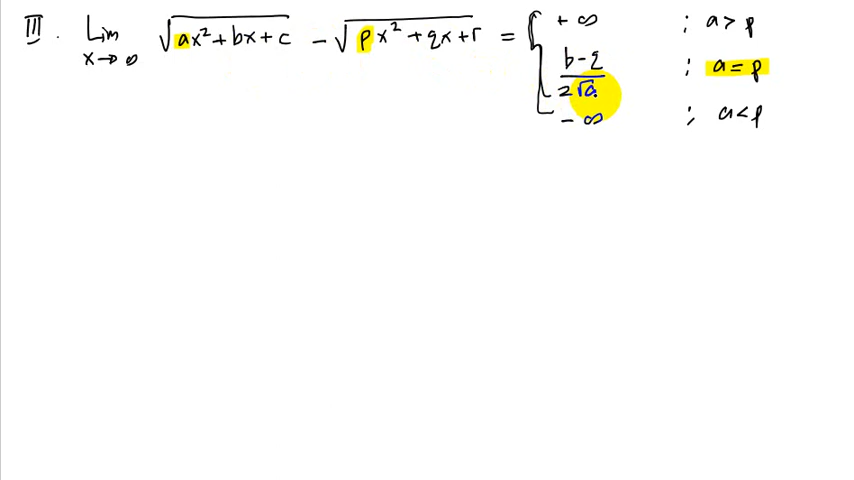 III. Lim x→∞ √(ax²+bx+c) − √(px²+qx+r) = { +∞ ; a>p
(b−q)/(2√a) ; a=p
−∞ ; a<p